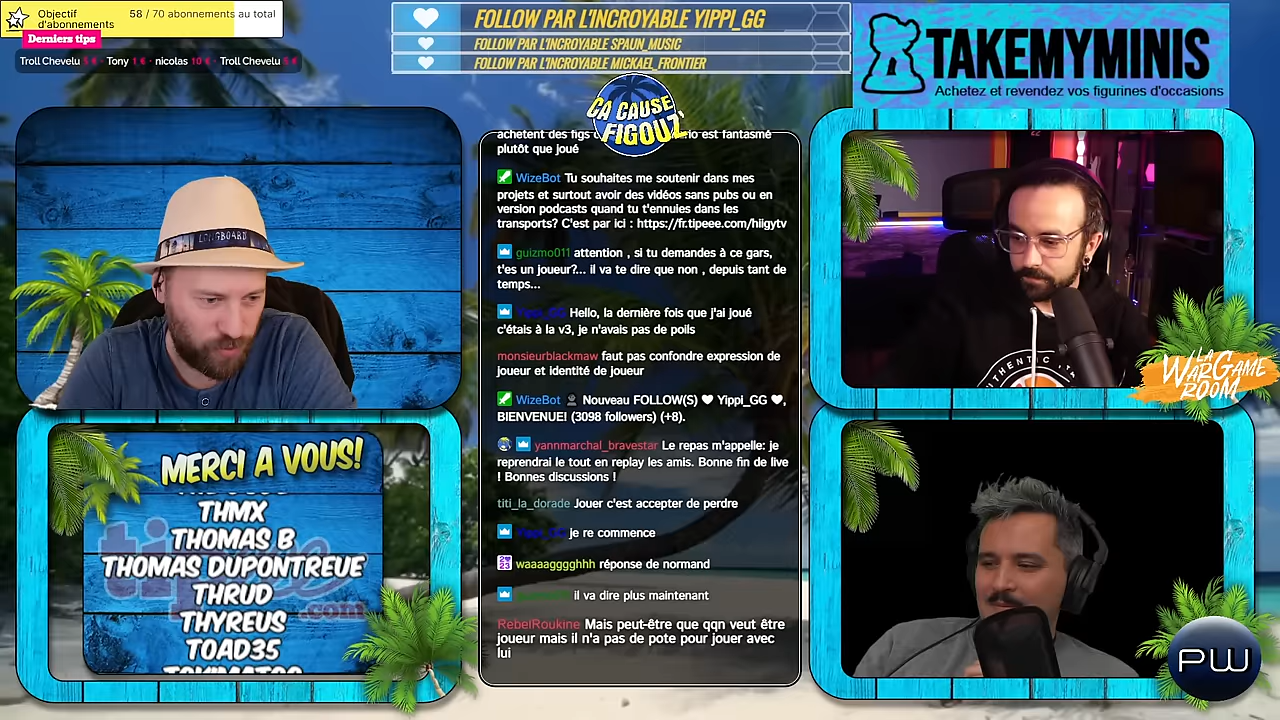 Objectif
d'abonnements
58 / 70 abonnements au total
Derniers tips
Troll Chevelu 5 € · Tony 1 € · nicolas 10 € · Troll Chevelu 5 €
FOLLOW PAR L'INCROYABLE YIPPI_GG
FOLLOW PAR L'INCROYABLE SPAUN_MUSIC
FOLLOW PAR L'INCROYABLE MICKAEL_FRONTIER
TAKEMYMINIS
Achetez et revendez vos figurines d'occasions
ÇA CAUSE
FIGOUZ'
achetent des figs rio est fantasmé
plutôt que joué
WizeBot Tu souhaites me soutenir dans mes
projets et surtout avoir des vidéos sans pubs ou en
version podcasts quand tu t'ennuies dans les
transports? C'est par ici : https://fr.tipeee.com/hiigytv
guizmo011 attention , si tu demandes à ce gars,
t'es un joueur?... il va te dire que non , depuis tant de
temps...
Yippi_GG Hello, la dernière fois que j'ai joué
c'étais à la v3, je n'avais pas de poils
monsieurblackmaw faut pas confondre expression de
joueur et identité de joueur
WizeBot Nouveau FOLLOW(S) ♥ Yippi_GG ♥,
BIENVENUE! (3098 followers) (+8).
yannmarchal_bravestar Le repas m'appelle: je
reprendrai le tout en replay les amis. Bonne fin de live
! Bonnes discussions !
titi_la_dorade Jouer c'est accepter de perdre
Yippi_GG je re commence
waaaagggghhh réponse de normand
il va dire plus maintenant
RebelRoukine Mais peut-être que qqn veut être
joueur mais il n'a pas de pote pour jouer avec
lui
LONGBOARD
AUTHENTIC
LA
WARGAME
ROOM
MERCI A VOUS!
THMX
THOMAS B
THOMAS DUPONTREUE
THRUD
THYREUS
TOAD35
.com
PW